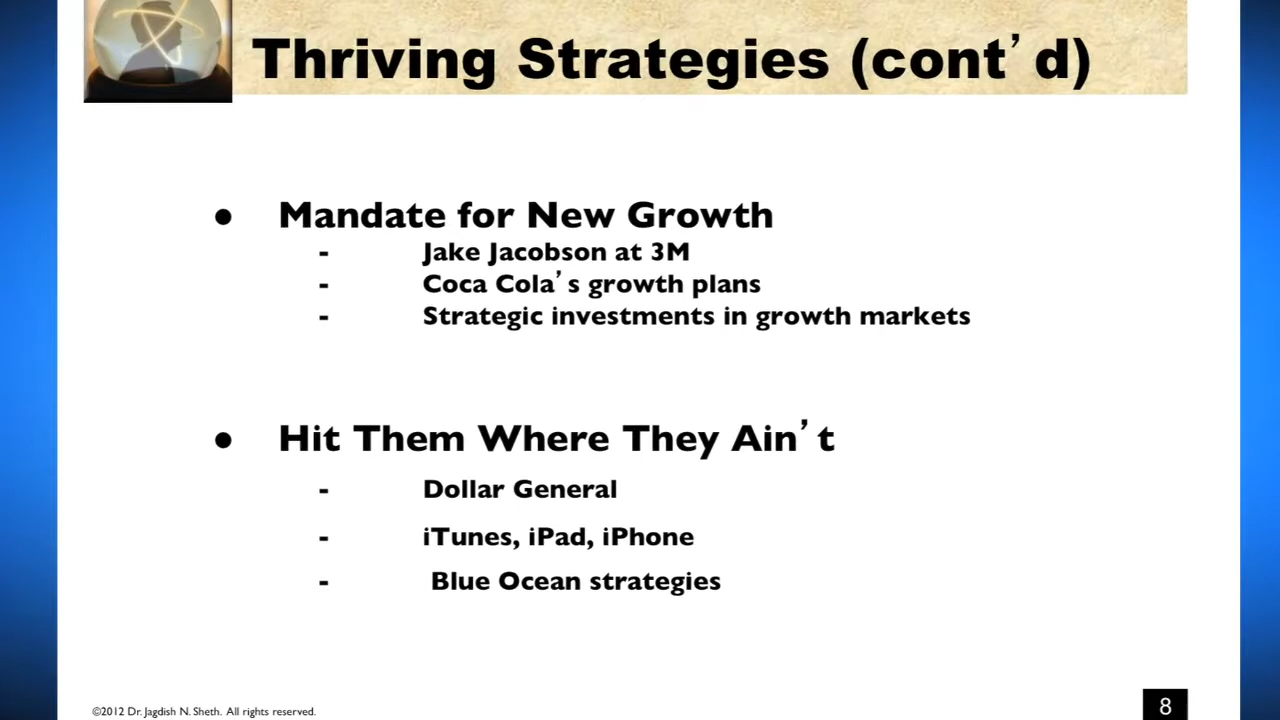 Thriving Strategies (cont’d)
● Mandate for New Growth
- Jake Jacobson at 3M
- Coca Cola’s growth plans
- Strategic investments in growth markets
● Hit Them Where They Ain’t
- Dollar General
- iTunes, iPad, iPhone
- Blue Ocean strategies
©2012 Dr. Jagdish N. Sheth. All rights reserved.
8